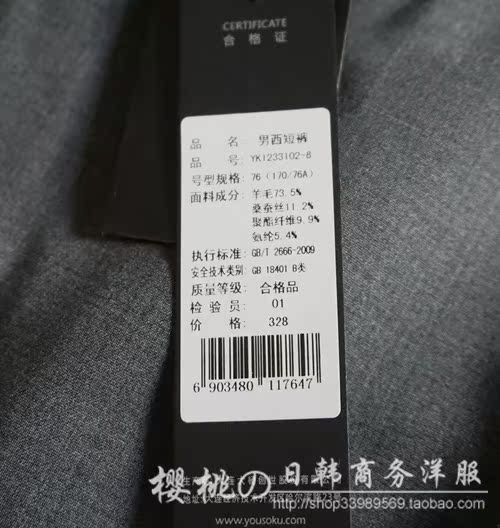 CERTIFICATE
合格证
品名: 男西短裤
品号: YK1233102-8
号型规格: 76(170/76A)
面料成分: 羊毛73.5%
桑蚕丝11.2%
聚酯纤维9.9%
氨纶5.4%
执行标准: GB/T 2666-2009
安全技术类别: GB 18401 B类
质量等级: 合格品
检验员: 01
价格: 328
6 903480 117647
樱桃の日韩商务洋服
http://shop33989569.taobao.com
www.yousoku.com